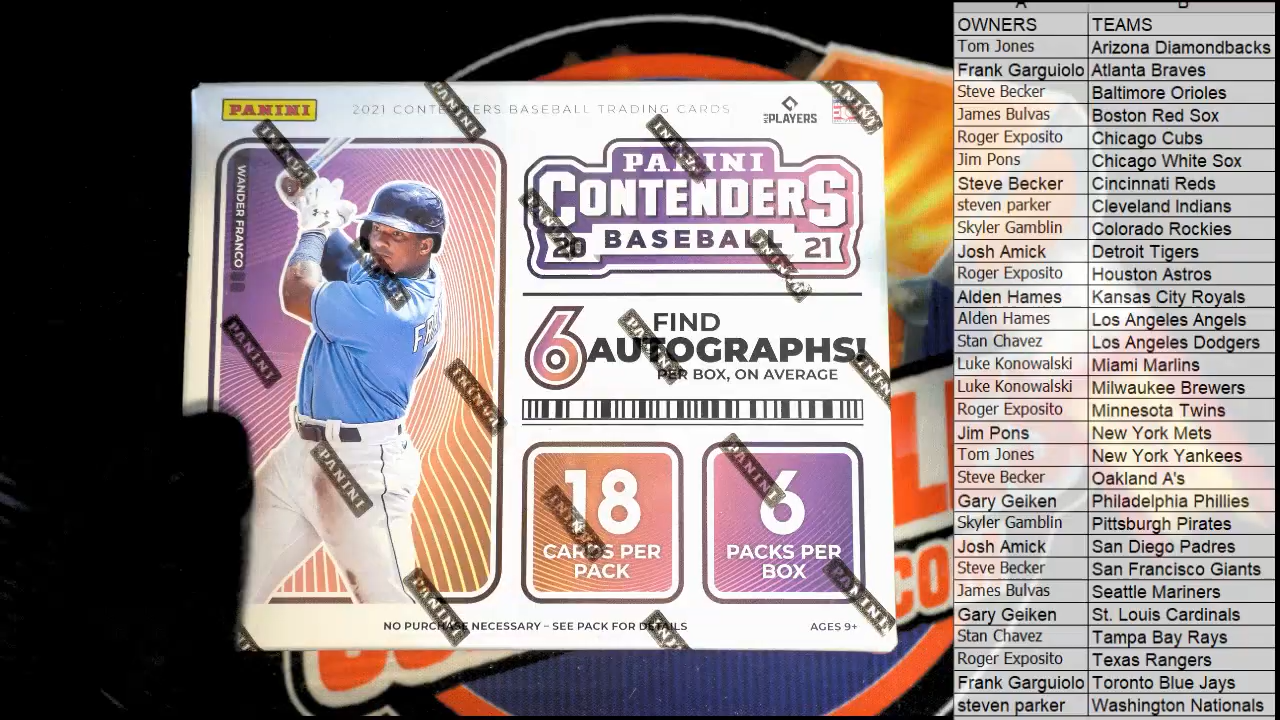 PANINI
2021 CONTENDERS BASEBALL TRADING CARDS
PLAYERS
WANDER FRANCO
PANINI
CONTENDERS
20 BASEBALL 21
6 FIND
AUTOGRAPHS!
PER BOX, ON AVERAGE
18
CARDS PER
PACK
6
PACKS PER
BOX
NO PURCHASE NECESSARY – SEE PACK FOR DETAILS
AGES 9+
PANINI
PANINI
PANINI
PANINI
PANINI
A B
OWNERS TEAMS
Tom Jones Arizona Diamondbacks
Frank Garguiolo Atlanta Braves
Steve Becker Baltimore Orioles
James Bulvas Boston Red Sox
Roger Exposito Chicago Cubs
Jim Pons Chicago White Sox
Steve Becker Cincinnati Reds
steven parker Cleveland Indians
Skyler Gamblin Colorado Rockies
Josh Amick Detroit Tigers
Roger Exposito Houston Astros
Alden Hames Kansas City Royals
Alden Hames Los Angeles Angels
Stan Chavez Los Angeles Dodgers
Luke Konowalski Miami Marlins
Luke Konowalski Milwaukee Brewers
Roger Exposito Minnesota Twins
Jim Pons New York Mets
Tom Jones New York Yankees
Steve Becker Oakland A's
Gary Geiken Philadelphia Phillies
Skyler Gamblin Pittsburgh Pirates
Josh Amick San Diego Padres
Steve Becker San Francisco Giants
James Bulvas Seattle Mariners
Gary Geiken St. Louis Cardinals
Stan Chavez Tampa Bay Rays
Roger Exposito Texas Rangers
Frank Garguiolo Toronto Blue Jays
steven parker Washington Nationals